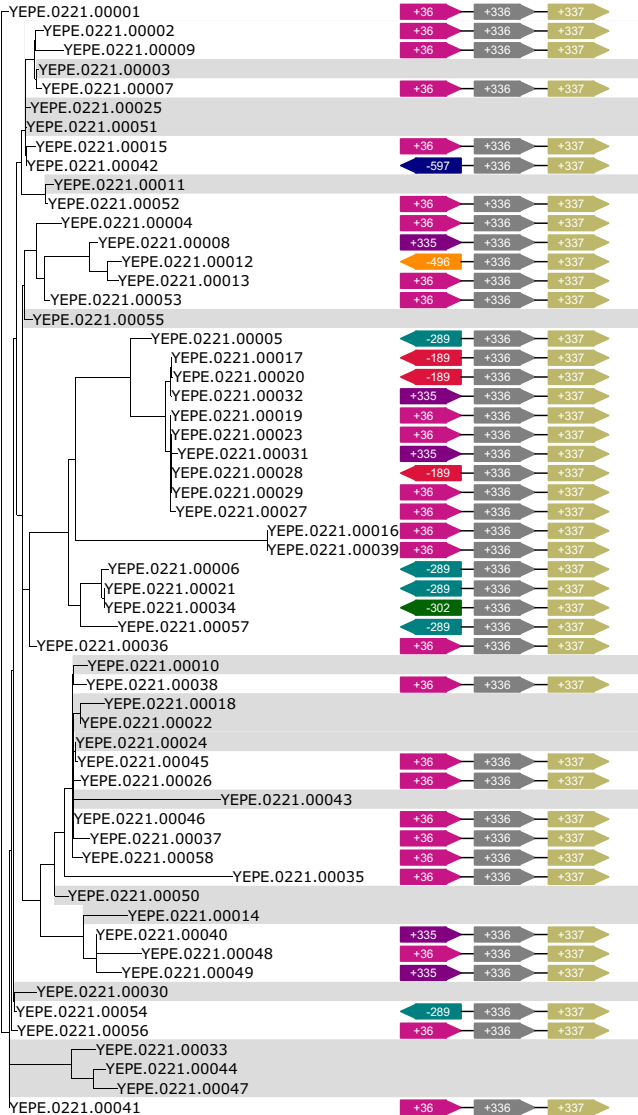 YEPE.0221.00001 +36 +336 +337
YEPE.0221.00002 +36 +336 +337
YEPE.0221.00009 +36 +336 +337
YEPE.0221.00003
YEPE.0221.00007 +36 +336 +337
YEPE.0221.00025
YEPE.0221.00051
YEPE.0221.00015 +36 +336 +337
YEPE.0221.00042 -597 +336 +337
YEPE.0221.00011
YEPE.0221.00052 +36 +336 +337
YEPE.0221.00004 +36 +336 +337
YEPE.0221.00008 +335 +336 +337
YEPE.0221.00012 -496 +336 +337
YEPE.0221.00013 +36 +336 +337
YEPE.0221.00053 +36 +336 +337
YEPE.0221.00055
YEPE.0221.00005 -289 +336 +337
YEPE.0221.00017 -189 +336 +337
YEPE.0221.00020 -189 +336 +337
YEPE.0221.00032 +335 +336 +337
YEPE.0221.00019 +36 +336 +337
YEPE.0221.00023 +36 +336 +337
YEPE.0221.00031 +335 +336 +337
YEPE.0221.00028 -189 +336 +337
YEPE.0221.00029 +36 +336 +337
YEPE.0221.00027 +36 +336 +337
YEPE.0221.00016 +36 +336 +337
YEPE.0221.00039 +36 +336 +337
YEPE.0221.00006 -289 +336 +337
YEPE.0221.00021 -289 +336 +337
YEPE.0221.00034 -302 +336 +337
YEPE.0221.00057 -289 +336 +337
YEPE.0221.00036 +36 +336 +337
YEPE.0221.00010
YEPE.0221.00038 +36 +336 +337
YEPE.0221.00018
YEPE.0221.00022
YEPE.0221.00024
YEPE.0221.00045 +36 +336 +337
YEPE.0221.00026 +36 +336 +337
YEPE.0221.00043
YEPE.0221.00046 +36 +336 +337
YEPE.0221.00037 +36 +336 +337
YEPE.0221.00058 +36 +336 +337
YEPE.0221.00035 +36 +336 +337
YEPE.0221.00050
YEPE.0221.00014
YEPE.0221.00040 +335 +336 +337
YEPE.0221.00048 +36 +336 +337
YEPE.0221.00049 +335 +336 +337
YEPE.0221.00030
YEPE.0221.00054 -289 +336 +337
YEPE.0221.00056 +36 +336 +337
YEPE.0221.00033
YEPE.0221.00044
YEPE.0221.00047
YEPE.0221.00041 +36 +336 +337